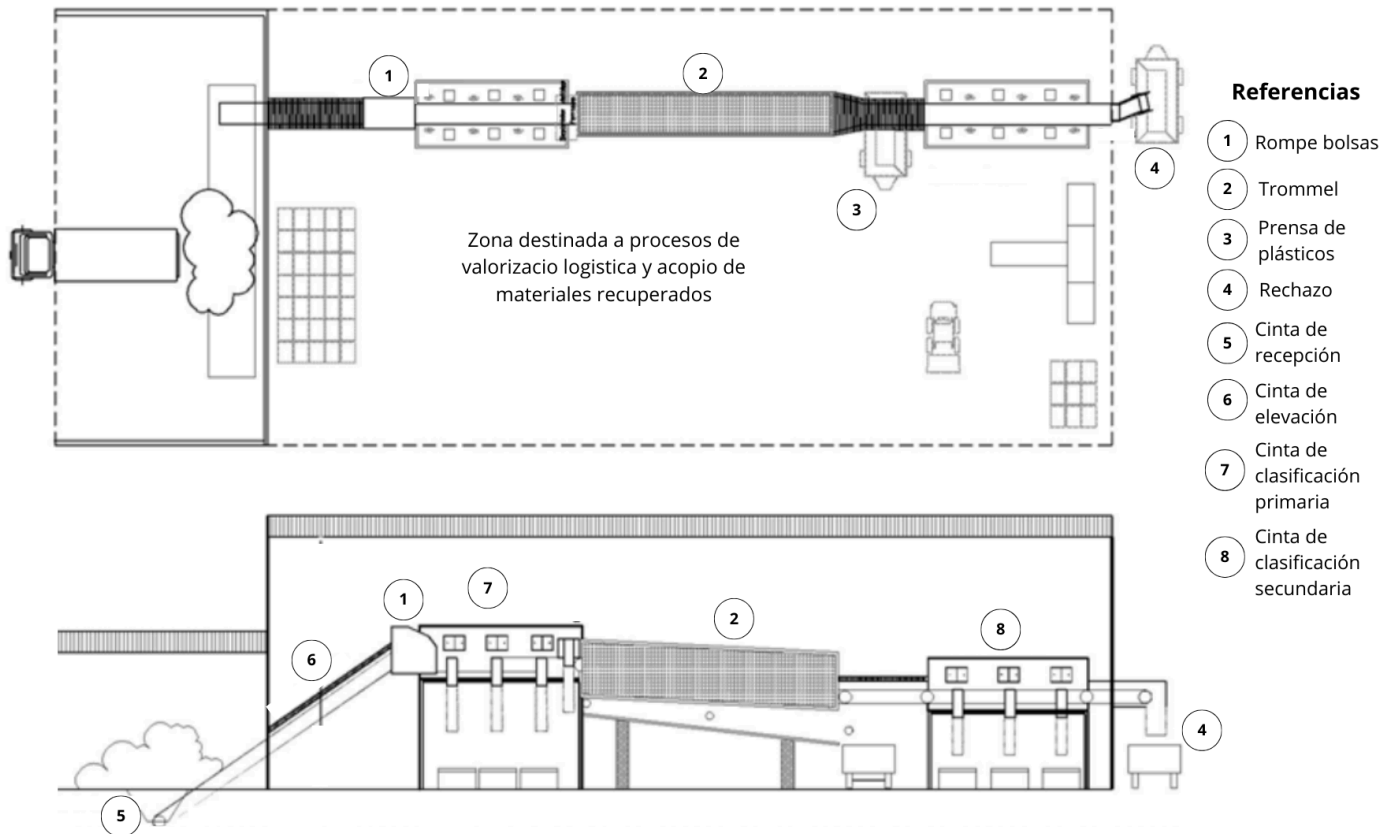 1
2
3
4
Zona destinada a procesos de
valorizacio logistica y acopio de
materiales recuperados
Referencias
1 Rompe bolsas
2 Trommel
3 Prensa de
plásticos
4 Rechazo
5 Cinta de
recepción
6 Cinta de
elevación
7 Cinta de
clasificación
primaria
8 Cinta de
clasificación
secundaria
1
7
2
8
6
4
5